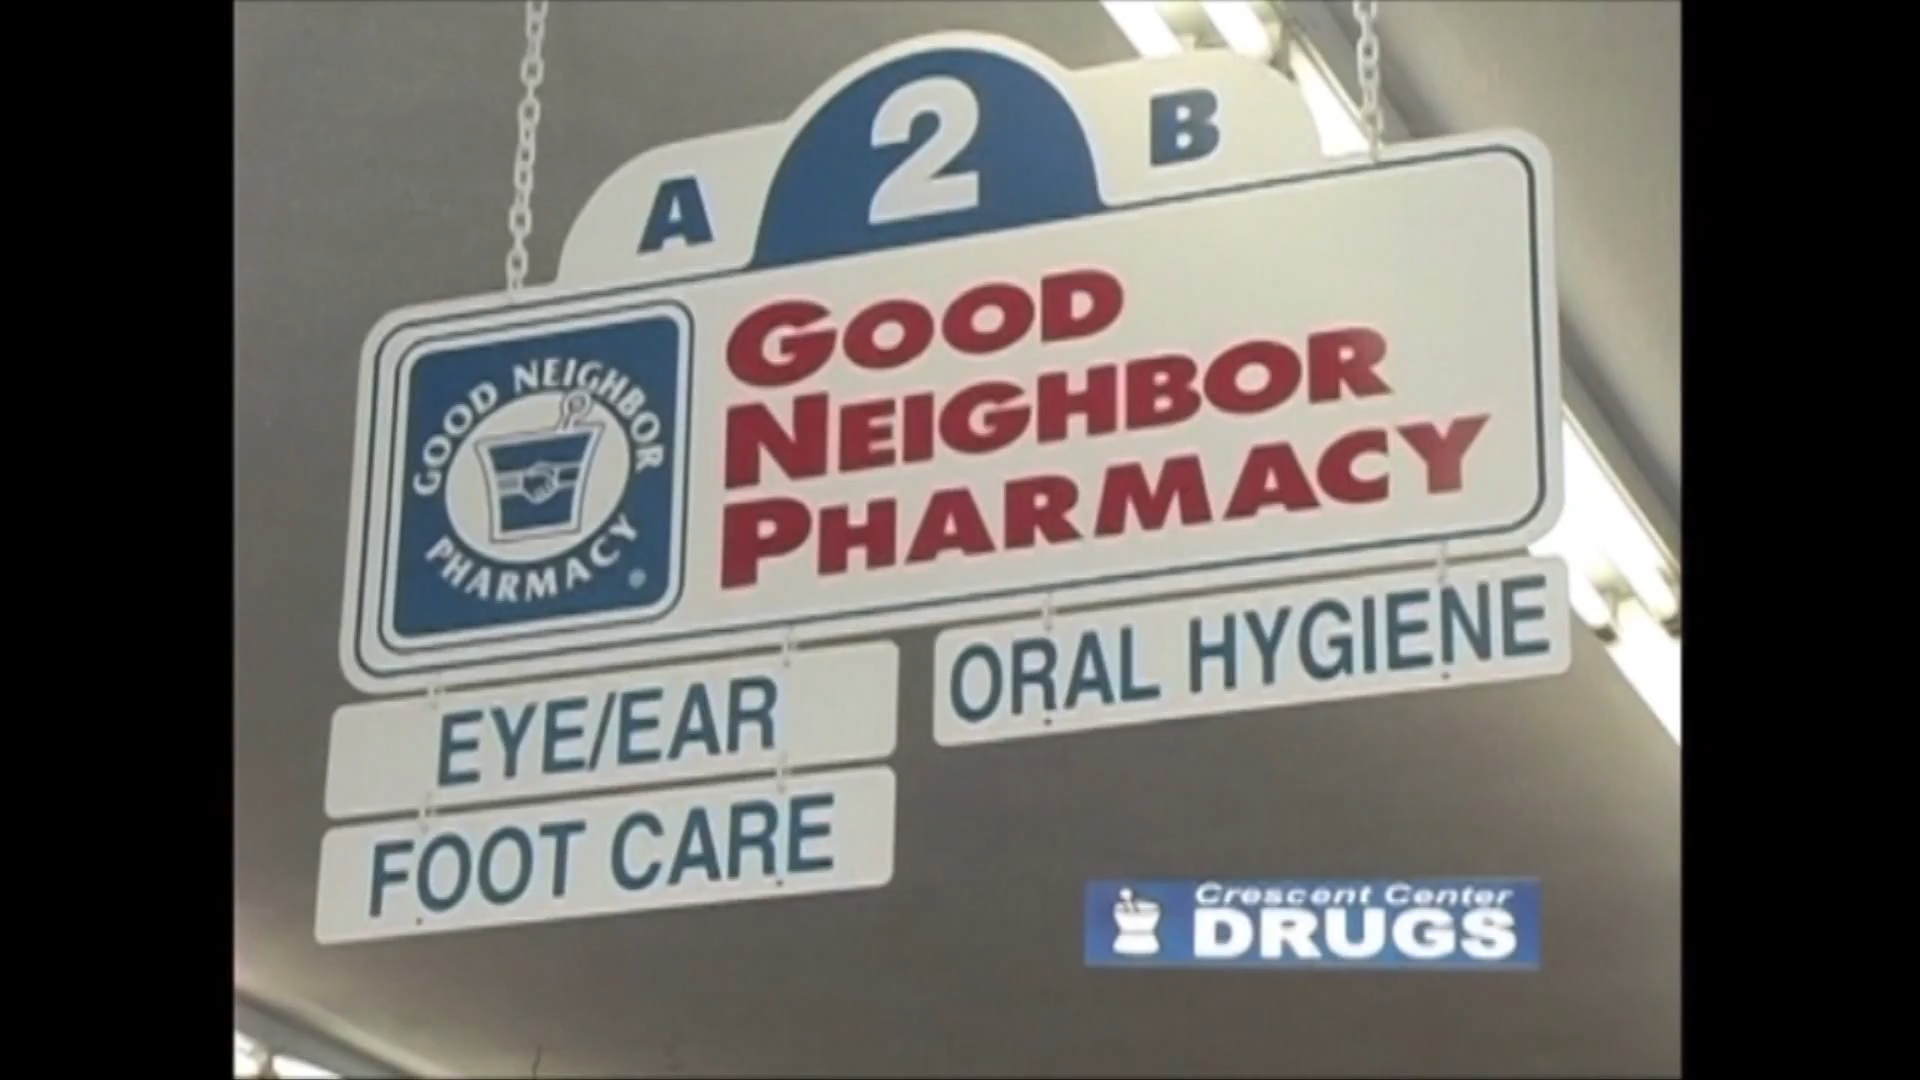 A 2 B
GOOD NEIGHBOR
PHARMACY ®
GOOD
NEIGHBOR
PHARMACY
EYE/EAR
ORAL HYGIENE
FOOT CARE
Crescent Center
DRUGS